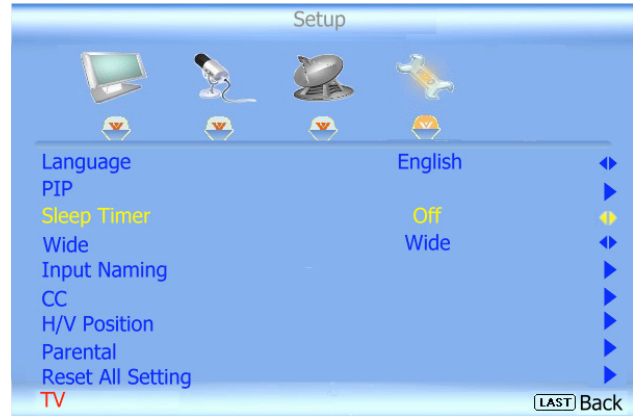 Setup
Language English
PIP
Sleep Timer Off
Wide Wide
Input Naming
CC
H/V Position
Parental
Reset All Setting
TV LAST Back